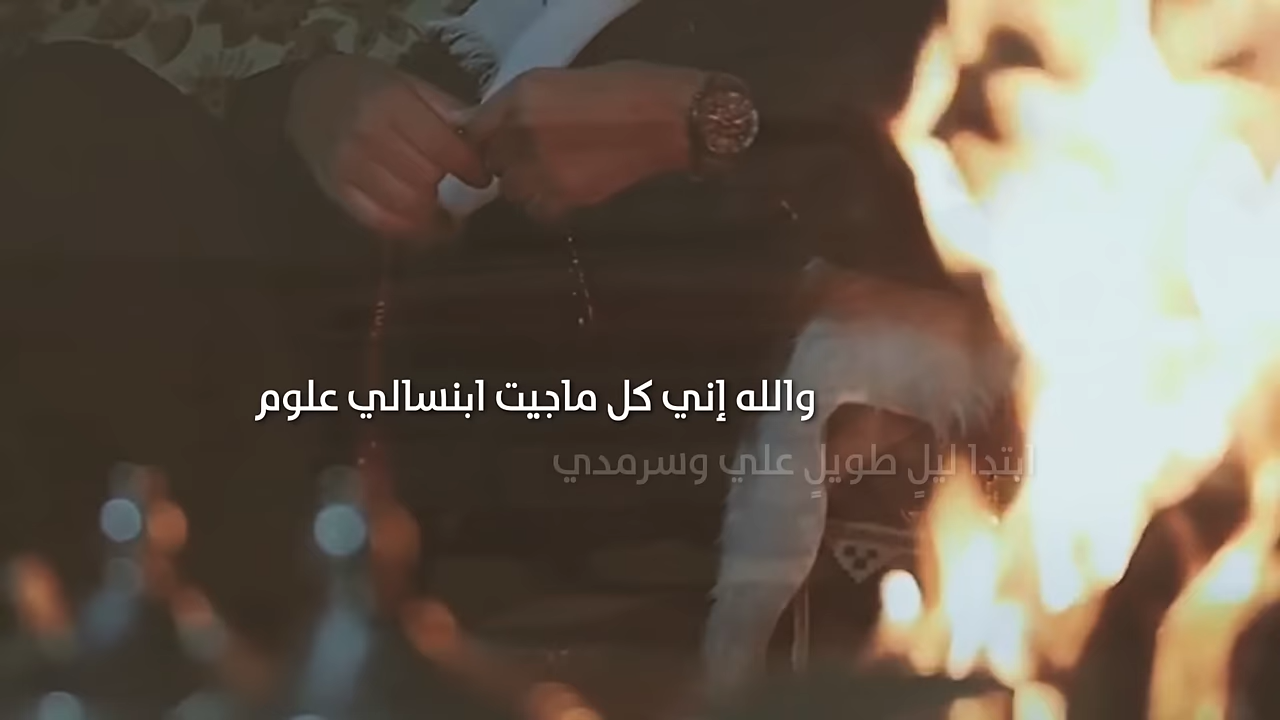 والله إني كل ماجيت ابنسالي علوم
ابتدا ليلٍ طويلٍ علي وسرمدي